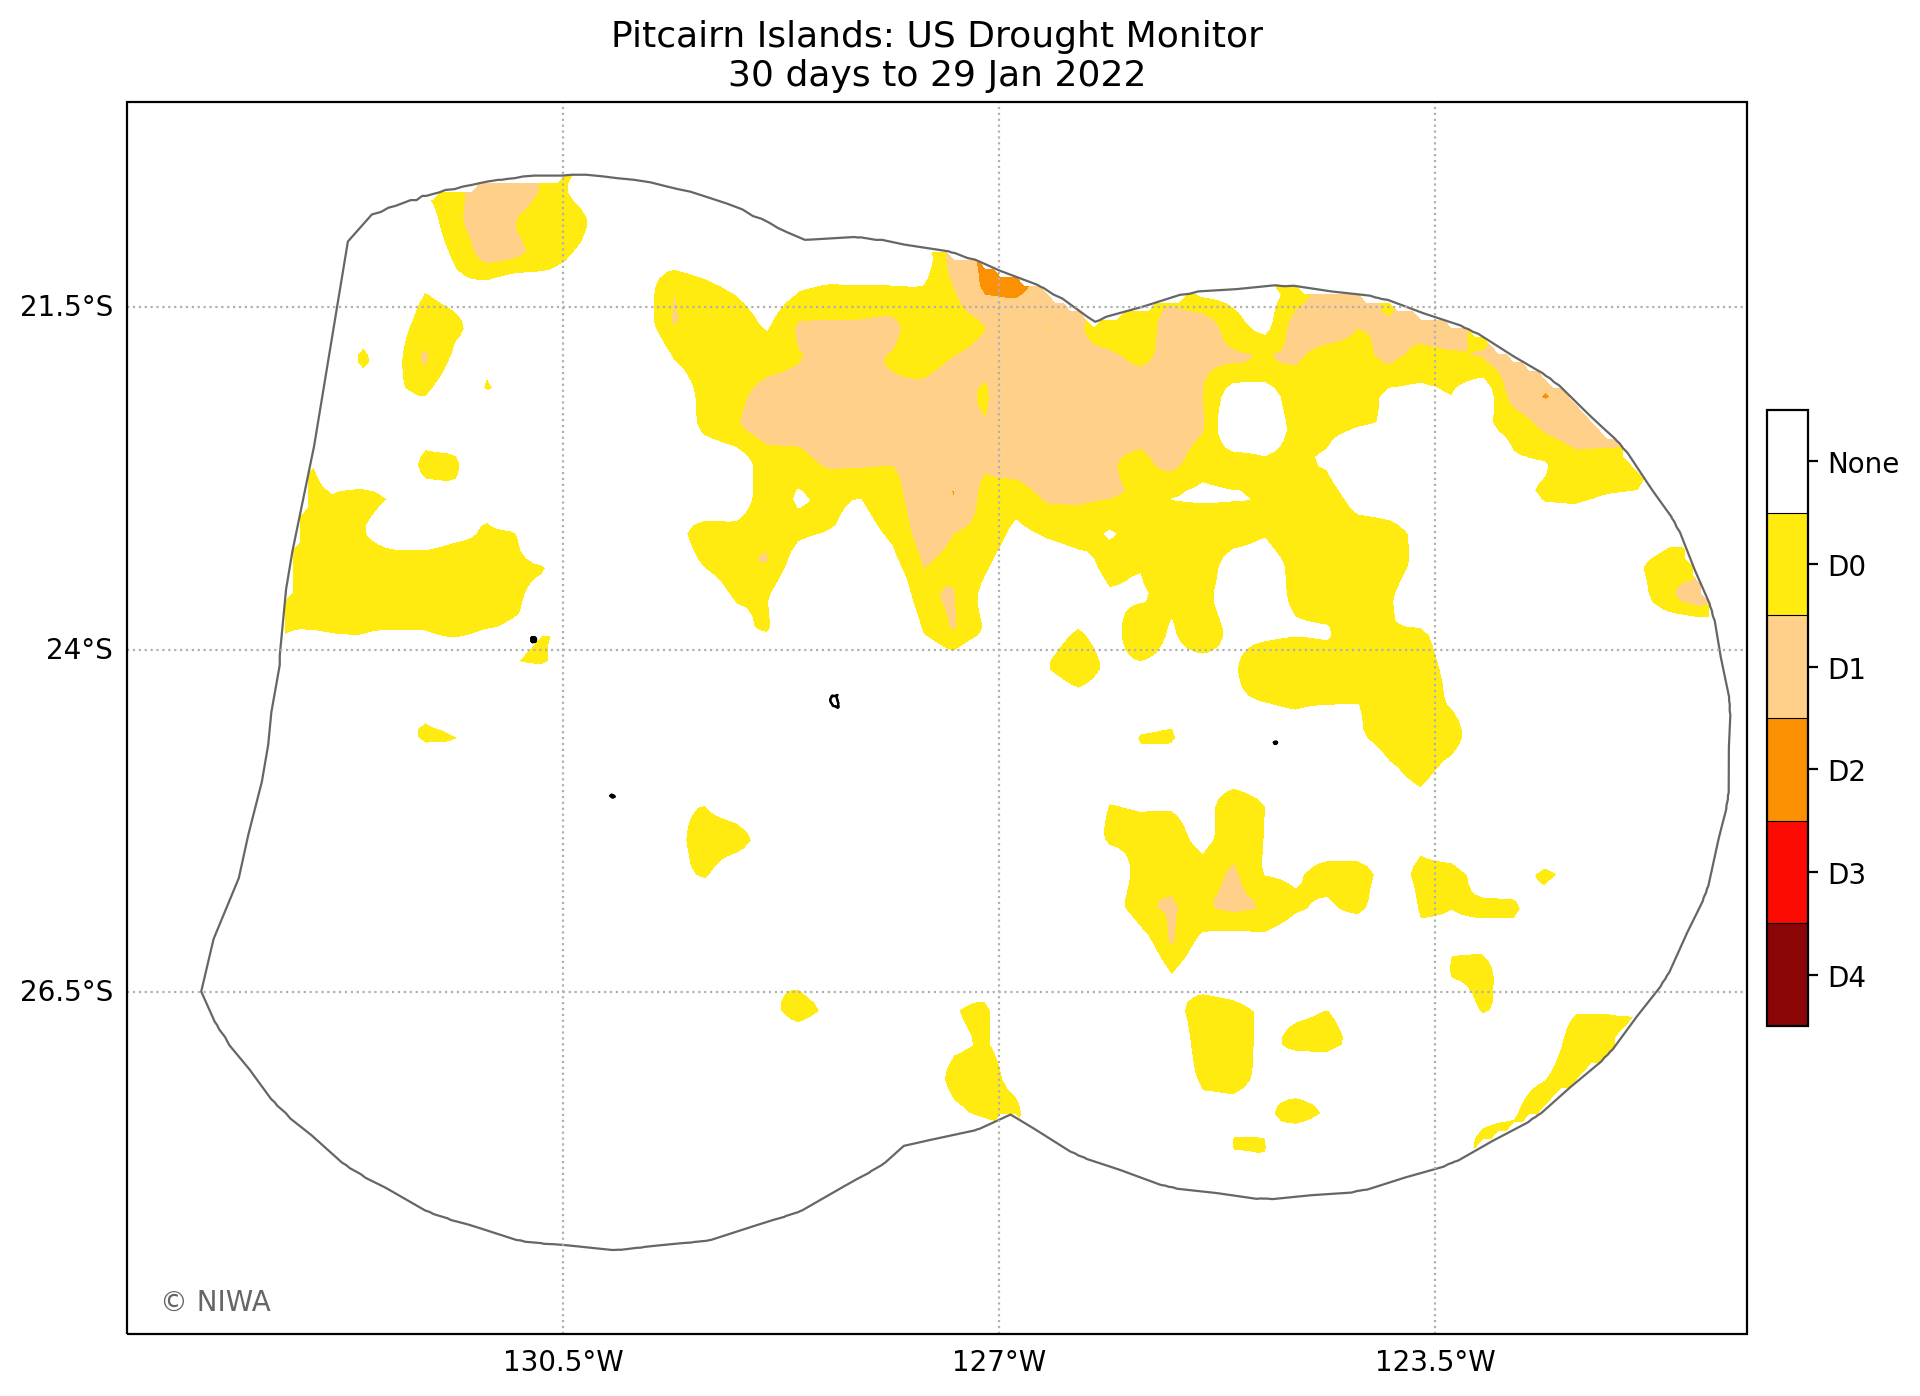 Pitcairn Islands: US Drought Monitor
30 days to 29 Jan 2022
21.5°S
24°S
26.5°S
130.5°W
127°W
123.5°W
None
D0
D1
D2
D3
D4
© NIWA